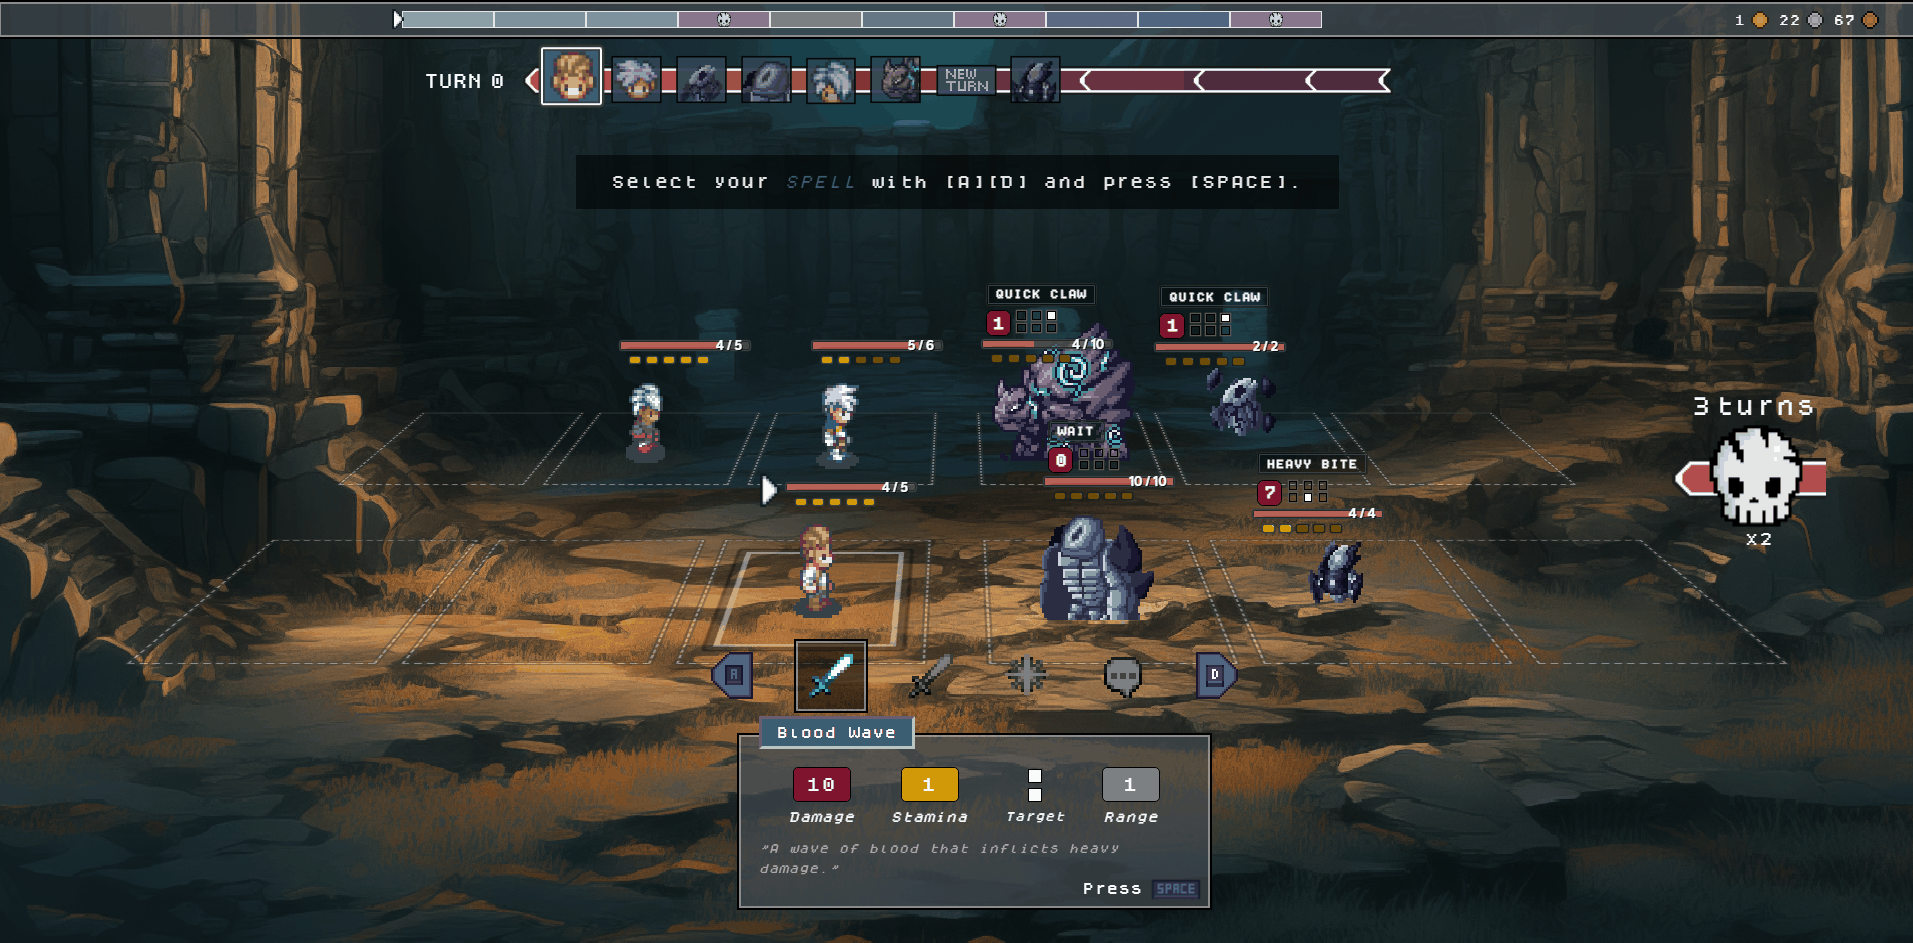 1 22 67
TURN 0
NEW
TURN
Select your SPELL with [A][D] and press [SPACE].
QUICK CLAW
1
4/10
QUICK CLAW
1
2/2
4/5
5/6
3 turns
x2
WAIT
0
10/10
HEAVY BITE
7
4/4
4/5
A
D
Blood Wave
10 1 1
Damage Stamina Target Range
"A wave of blood that inflicts heavy
damage."
Press SPACE